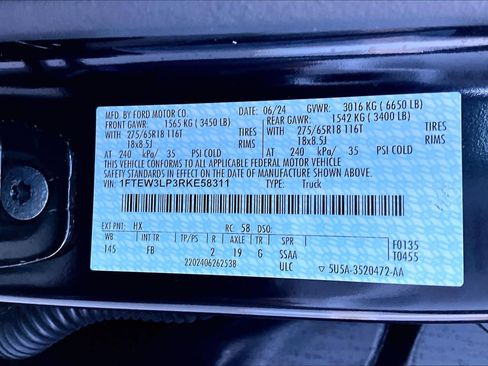 MFD. BY FORD MOTOR CO. 06/24 GVWR: 3016 KG ( 6650 LB)
FRONT GAWR: 1565 KG ( 3450 LB) REAR GAWR: 1542 KG ( 3400 LB)
WITH 275/65R18 116T TIRES WITH 275/65R18 116T TIRES
18x8.5J RIMS 18x8.5J RIMS
AT 240 kPa/ 35 PSI COLD AT 240 kPa/ 35 PSI COLD
THIS VEHICLE CONFORMS TO ALL APPLICABLE FEDERAL MOTOR VEHICLE
SAFETY STANDARDS IN EFFECT ON THE DATE OF MANUFACTURE SHOWN ABOVE.
VIN: 1FTEW3LP3RKE58311 TYPE: Truck
EXT PNT: HX RC: 58 DSO:
WB INT TR TP/PS R AXLE TR SPR
145 FB 2 19 G SSAA
2202406262538 ULC
F0135
T0455
▽ 5U5A-3520472-AA